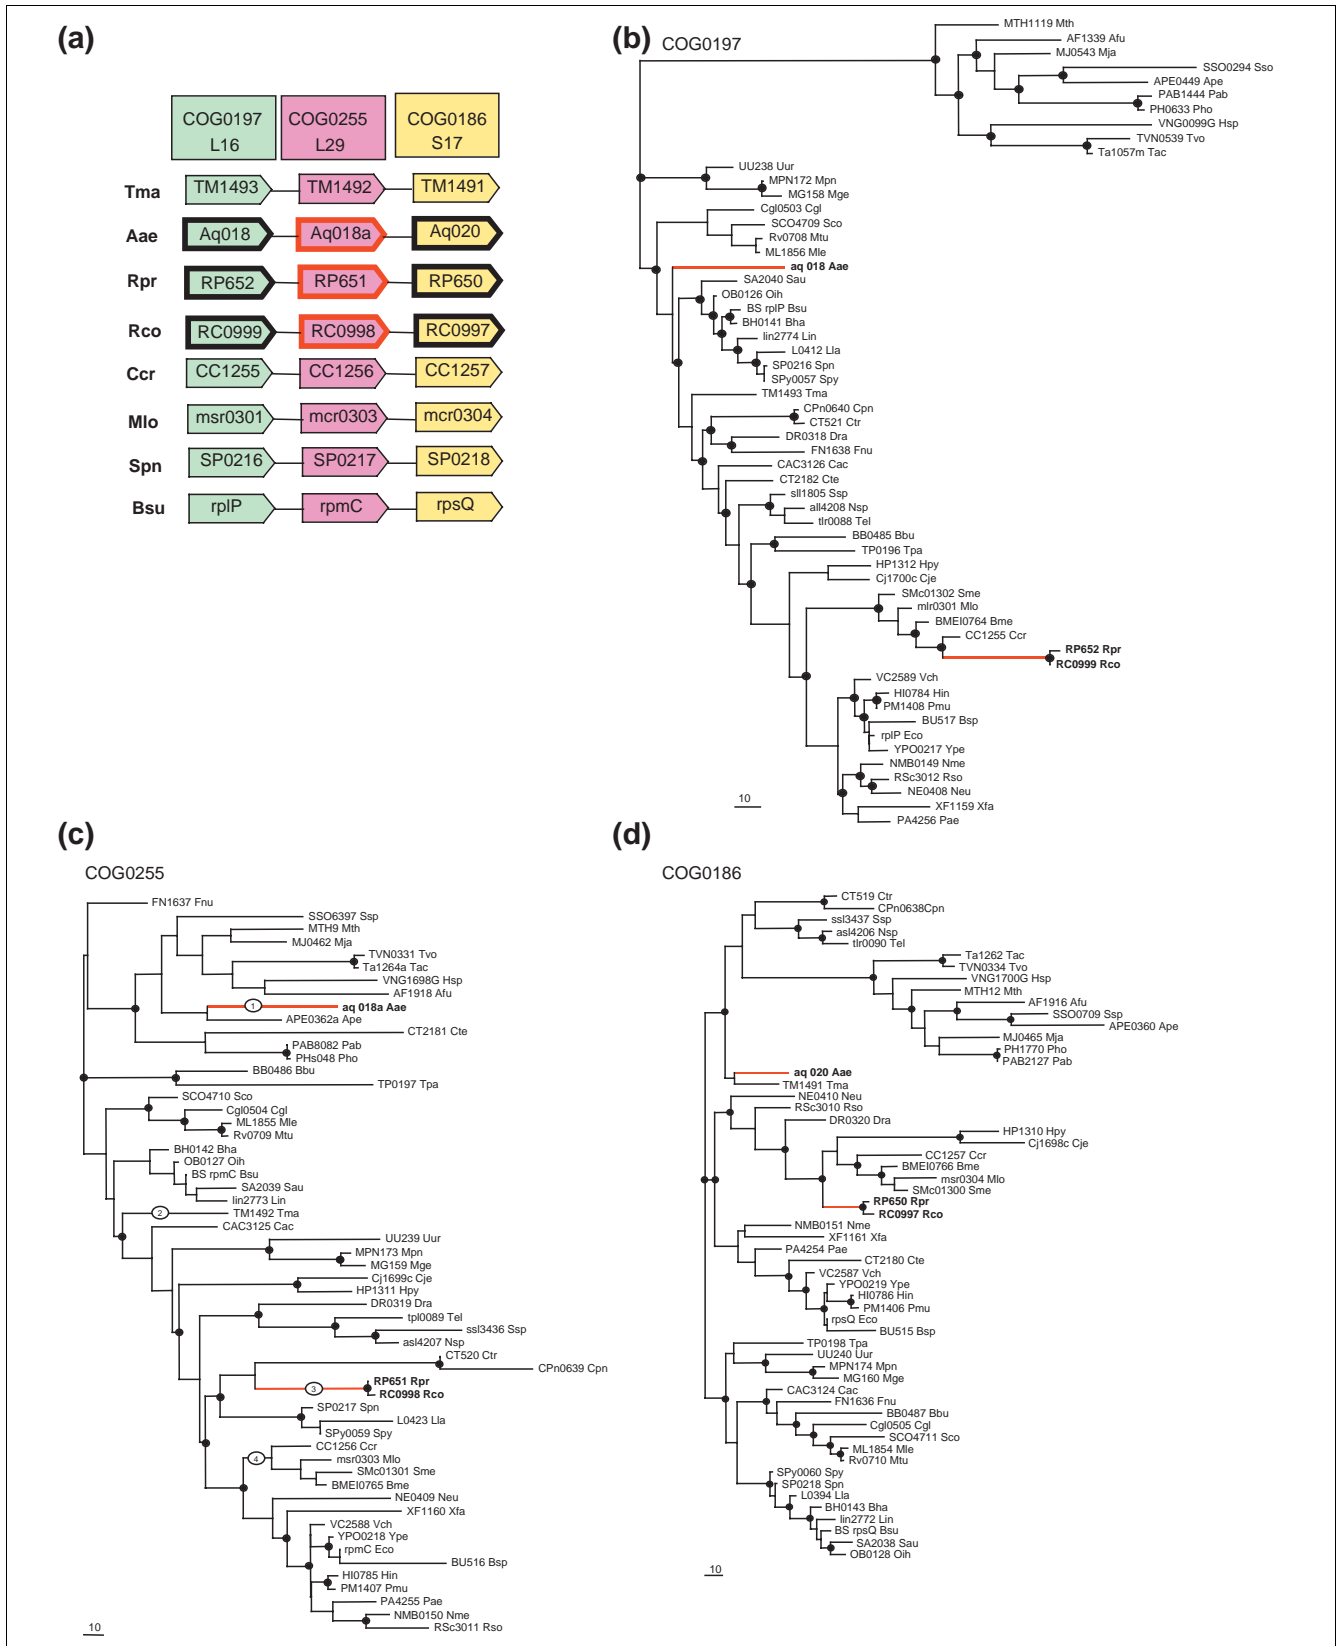 (a)
COG0197 L16
COG0255 L29
COG0186 S17
Tma TM1493 TM1492 TM1491
Aae Aq018 Aq018a Aq020
Rpr RP652 RP651 RP650
Rco RC0999 RC0998 RC0997
Ccr CC1255 CC1256 CC1257
Mlo msr0301 mcr0303 mcr0304
Spn SP0216 SP0217 SP0218
Bsu rplP rpmC rpsQ
(b)
COG0197
MTH1119 Mth
AF1339 Afu
MJ0543 Mja
SSO0294 Sso
APE0449 Ape
PAB1444 Pab
PH0633 Pho
VNG0099G Hsp
TVN0539 Tvo
Ta1057m Tac
UU238 Uur
MPN172 Mpn
MG158 Mge
Cgl0503 Cgl
SCO4709 Sco
Rv0708 Mtu
ML1856 Mle
aq 018 Aae
SA2040 Sau
OB0126 Oih
BS rplP Bsu
BH0141 Bha
lin2774 Lin
L0412 Lla
SP0216 Spn
SPy0057 Spy
TM1493 Tma
CPn0640 Cpn
CT521 Ctr
DR0318 Dra
FN1638 Fnu
CAC3126 Cac
CT2182 Cte
sll1805 Ssp
all4208 Nsp
tlr0088 Tel
BB0485 Bbu
TP0196 Tpa
HP1312 Hpy
Cj1700c Cje
SMc01302 Sme
mlr0301 Mlo
BMEI0764 Bme
CC1255 Ccr
RP652 Rpr
RC0999 Rco
VC2589 Vch
HI0784 Hin
PM1408 Pmu
BU517 Bsp
rplP Eco
YPO0217 Ype
NMB0149 Nme
RSc3012 Rso
NE0408 Neu
XF1159 Xfa
PA4256 Pae
10
(c)
COG0255
FN1637 Fnu
SSO6397 Ssp
MTH9 Mth
MJ0462 Mja
TVN0331 Tvo
Ta1264a Tac
VNG1698G Hsp
AF1918 Afu
1
aq 018a Aae
APE0362a Ape
CT2181 Cte
PAB8082 Pab
PHs048 Pho
BB0486 Bbu
TP0197 Tpa
SCO4710 Sco
Cgl0504 Cgl
ML1855 Mle
Rv0709 Mtu
BH0142 Bha
OB0127 Oih
BS rpmC Bsu
SA2039 Sau
lin2773 Lin
2
TM1492 Tma
CAC3125 Cac
UU239 Uur
MPN173 Mpn
MG159 Mge
Cj1699c Cje
HP1311 Hpy
DR0319 Dra
tpl0089 Tel
ssl3436 Ssp
asl4207 Nsp
CT520 Ctr
CPn0639 Cpn
3
RP651 Rpr
RC0998 Rco
SP0217 Spn
L0423 Lla
SPy0059 Spy
CC1256 Ccr
4
msr0303 Mlo
SMc01301 Sme
BMEI0765 Bme
NE0409 Neu
XF1160 Xfa
VC2588 Vch
YPO0218 Ype
rpmC Eco
BU516 Bsp
HI0785 Hin
PM1407 Pmu
PA4255 Pae
NMB0150 Nme
RSc3011 Rso
10
(d)
COG0186
CT519 Ctr
CPn0638Cpn
ssl3437 Ssp
asl4206 Nsp
tlr0090 Tel
Ta1262 Tac
TVN0334 Tvo
VNG1700G Hsp
MTH12 Mth
AF1916 Afu
SSO0709 Ssp
APE0360 Ape
MJ0465 Mja
PH1770 Pho
PAB2127 Pab
aq 020 Aae
TM1491 Tma
NE0410 Neu
RSc3010 Rso
DR0320 Dra
HP1310 Hpy
Cj1698c Cje
CC1257 Ccr
BMEI0766 Bme
msr0304 Mlo
SMc01300 Sme
RP650 Rpr
RC0997 Rco
NMB0151 Nme
XF1161 Xfa
PA4254 Pae
CT2180 Cte
VC2587 Vch
YPO0219 Ype
HI0786 Hin
PM1406 Pmu
rpsQ Eco
BU515 Bsp
TP0198 Tpa
UU240 Uur
MPN174 Mpn
MG160 Mge
CAC3124 Cac
FN1636 Fnu
BB0487 Bbu
Cgl0505 Cgl
SCO4711 Sco
ML1854 Mle
Rv0710 Mtu
SPy0060 Spy
SP0218 Spn
L0394 Lla
BH0143 Bha
lin2772 Lin
BS rpsQ Bsu
SA2038 Sau
OB0128 Oih
10